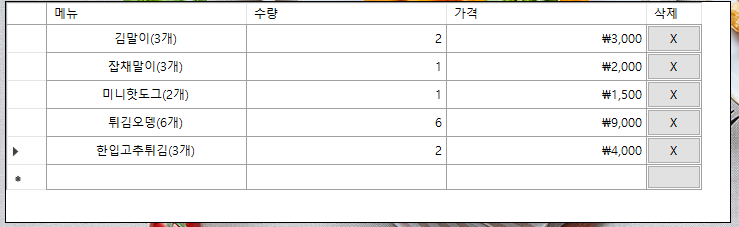 메뉴 수량 가격 삭제
김말이(3개) 2 ₩3,000 X
잡채말이(3개) 1 ₩2,000 X
미니핫도그(2개) 1 ₩1,500 X
튀김오뎅(6개) 6 ₩9,000 X
한입고추튀김(3개) 2 ₩4,000 X